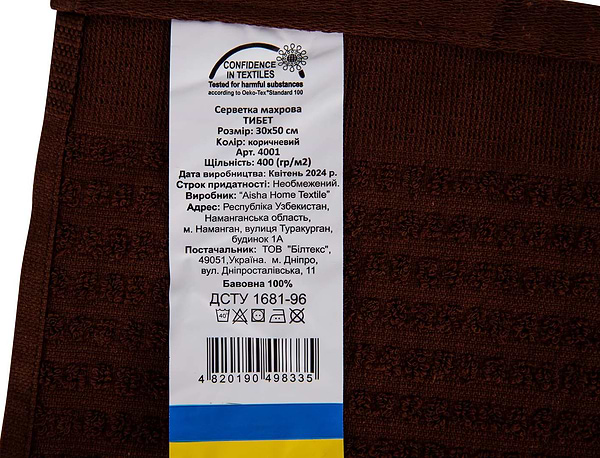 CONFIDENCE
IN TEXTILES
Tested for harmful substances
according to Oeko-Tex®Standard 100
Серветка махрова
ТИБЕТ
Розмір: 30х50 см
Колір: коричневий
Арт. 4001
Щільність: 400 (гр/м2)
Дата виробництва: Квітень 2024 р.
Строк придатності: Необмежений.
Виробник: "Aisha Home Textile"
Адрес: Республіка Узбекистан,
Наманганська область,
м. Наманган, вулиця Туракурган,
будинок 1А
Постачальник: ТОВ "Білтекс",
49051,Україна. м. Дніпро,
вул. Дніпросталівська, 11
Бавовна 100%
ДСТУ 1681-96
40
4 820190 498335